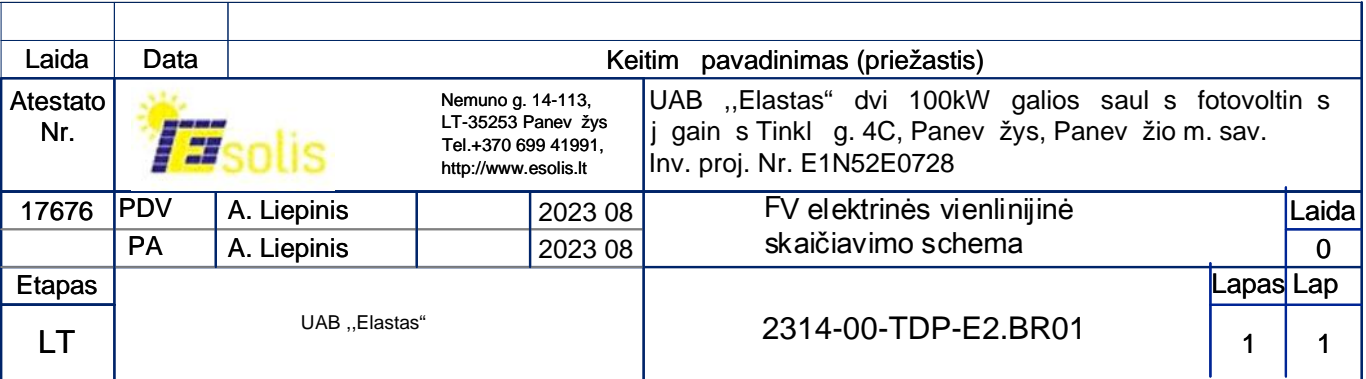 Laida Data Keitim pavadinimas (priežastis)
Atestato
Nr.
Esolis
Nemuno g. 14-113,
LT-35253 Panev žys
Tel.+370 699 41991,
http://www.esolis.lt
UAB ,,Elastas“ dvi 100kW galios saul s fotovoltin s
j gain s Tinkl g. 4C, Panev žys, Panev žio m. sav.
Inv. proj. Nr. E1N52E0728
17676 PDV A. Liepinis 2023 08
PA A. Liepinis 2023 08
FV elektrinės vienlinijinė
skaičiavimo schema
Laida
0
Etapas
LT
UAB ,,Elastas“
2314-00-TDP-E2.BR01
Lapas Lap
1 1